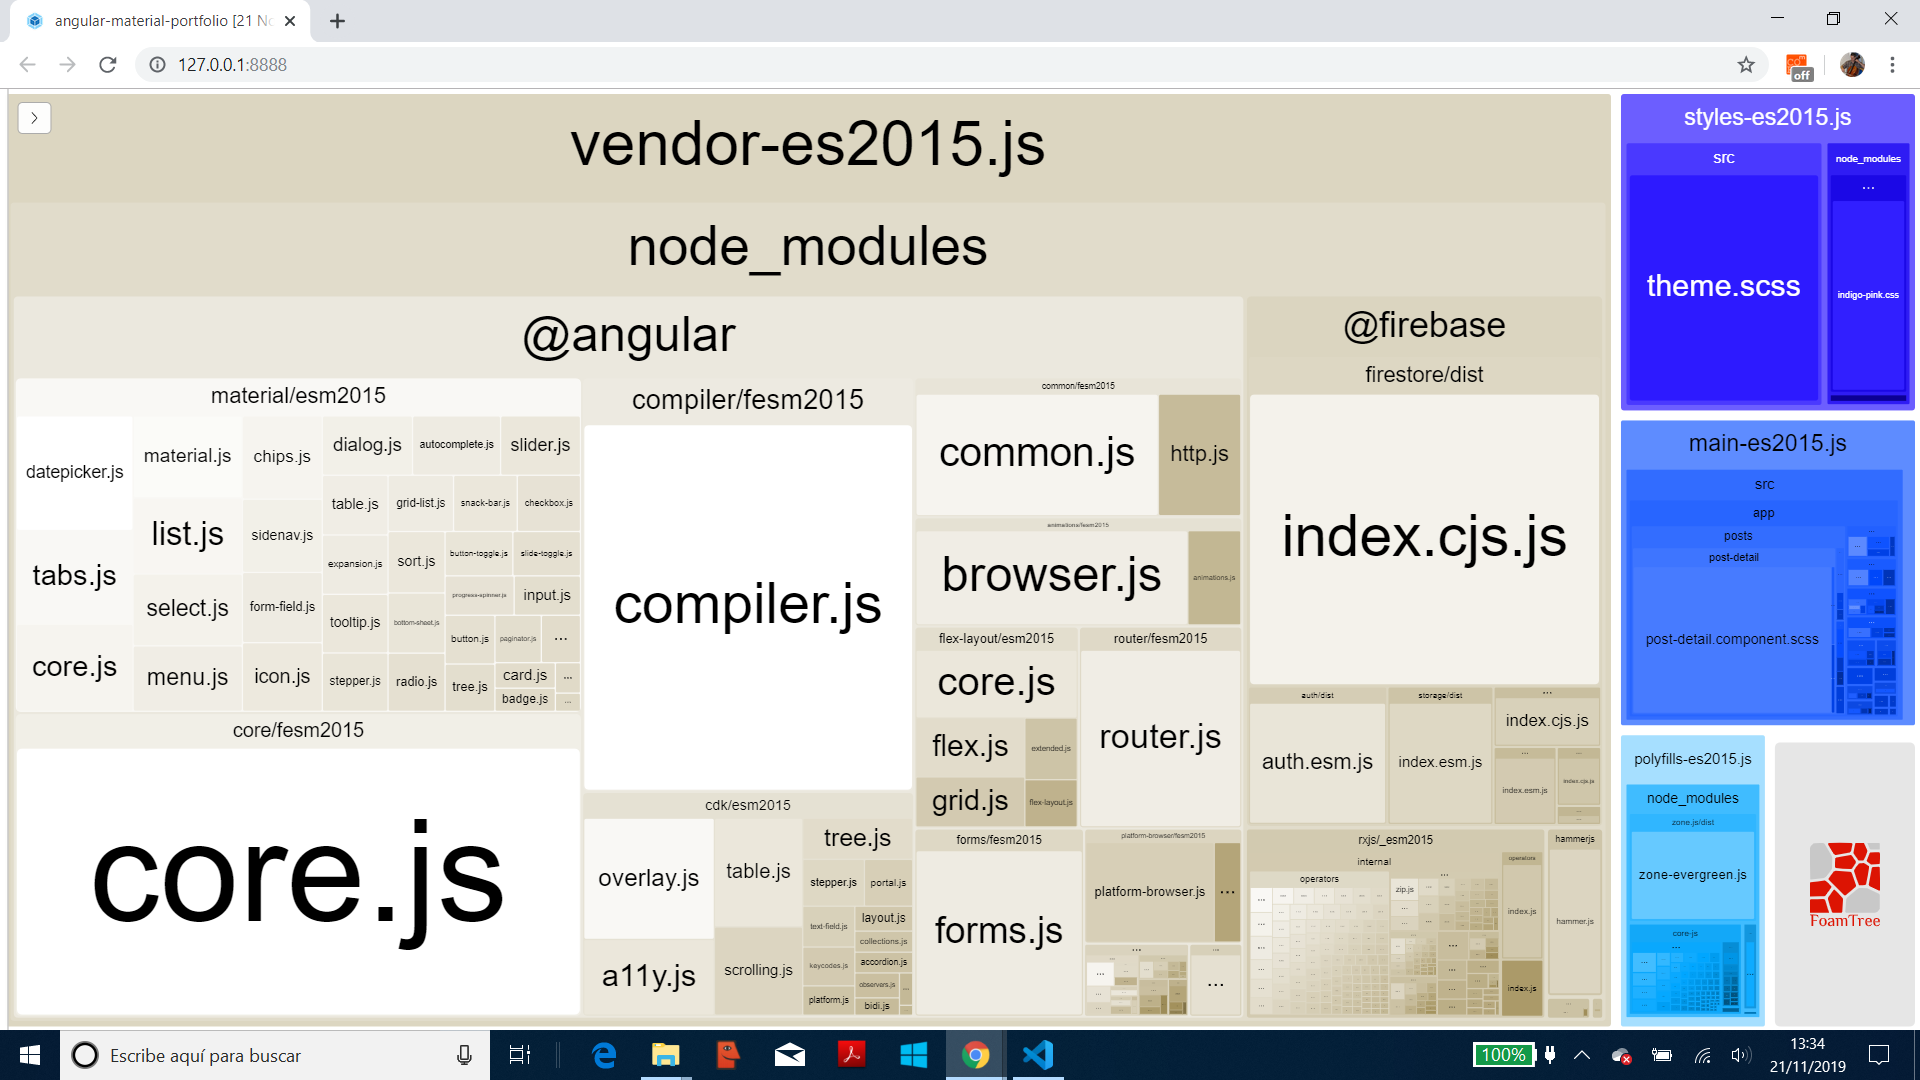 angular-material-portfolio [21 No
127.0.0.1:8888
off
vendor-es2015.js
node_modules
@angular
material/esm2015
datepicker.js
material.js
chips.js
dialog.js
autocomplete.js
slider.js
table.js
grid-list.js
snack-bar.js
checkbox.js
list.js
sidenav.js
tabs.js
expansion.js
sort.js
button-toggle.js
slide-toggle.js
select.js
form-field.js
progress-spinner.js
input.js
tooltip.js
bottom-sheet.js
button.js
paginator.js
...
core.js
menu.js
icon.js
stepper.js
radio.js
tree.js
card.js
...
badge.js
...
core/fesm2015
core.js
compiler/fesm2015
compiler.js
cdk/esm2015
overlay.js
table.js
tree.js
stepper.js
portal.js
text-field.js
layout.js
collections.js
a11y.js
scrolling.js
keycodes.js
accordion.js
observers.js
...
platform.js
bidi.js
common/fesm2015
common.js
http.js
animations/fesm2015
browser.js
animations.js
flex-layout/esm2015
core.js
flex.js
extended.js
grid.js
flex-layout.js
router/fesm2015
router.js
forms/fesm2015
forms.js
platform-browser/fesm2015
platform-browser.js
...
...
...
...
@firebase
firestore/dist
index.cjs.js
auth/dist
auth.esm.js
storage/dist
index.esm.js
...
index.cjs.js
...
index.esm.js
...
index.cjs.js
rxjs/_esm2015
internal
operators
...
zip.js
operators
index.js
index.js
hammerjs
hammer.js
styles-es2015.js
src
theme.scss
node_modules
...
indigo-pink.css
main-es2015.js
src
app
posts
post-detail
post-detail.component.scss
polyfills-es2015.js
node_modules
zone.js/dist
zone-evergreen.js
core-js
...
FoamTree
Escribe aquí para buscar
100%
13:34
21/11/2019